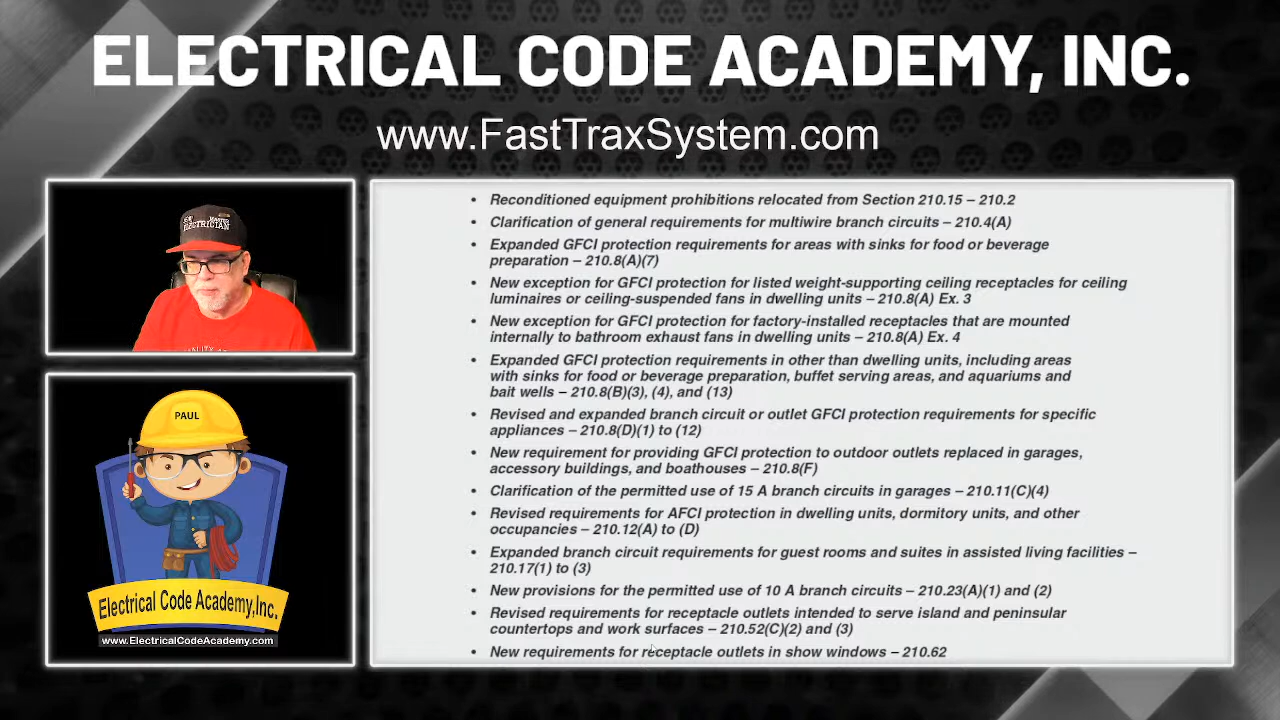 ELECTRICAL CODE ACADEMY, INC.
www.FastTraxSystem.com
MASTER
ELECTRICIAN
PAUL
Electrical Code Academy,Inc.
www.ElectricalCodeAcademy.com
• Reconditioned equipment prohibitions relocated from Section 210.15 – 210.2
• Clarification of general requirements for multiwire branch circuits – 210.4(A)
• Expanded GFCI protection requirements for areas with sinks for food or beverage
preparation – 210.8(A)(7)
• New exception for GFCI protection for listed weight-supporting ceiling receptacles for ceiling
luminaires or ceiling-suspended fans in dwelling units – 210.8(A) Ex. 3
• New exception for GFCI protection for factory-installed receptacles that are mounted
internally to bathroom exhaust fans in dwelling units – 210.8(A) Ex. 4
• Expanded GFCI protection requirements in other than dwelling units, including areas
with sinks for food or beverage preparation, buffet serving areas, and aquariums and
bait wells – 210.8(B)(3), (4), and (13)
• Revised and expanded branch circuit or outlet GFCI protection requirements for specific
appliances – 210.8(D)(1) to (12)
• New requirement for providing GFCI protection to outdoor outlets replaced in garages,
accessory buildings, and boathouses – 210.8(F)
• Clarification of the permitted use of 15 A branch circuits in garages – 210.11(C)(4)
• Revised requirements for AFCI protection in dwelling units, dormitory units, and other
occupancies – 210.12(A) to (D)
• Expanded branch circuit requirements for guest rooms and suites in assisted living facilities –
210.17(1) to (3)
• New provisions for the permitted use of 10 A branch circuits – 210.23(A)(1) and (2)
• Revised requirements for receptacle outlets intended to serve island and peninsular
countertops and work surfaces – 210.52(C)(2) and (3)
• New requirements for receptacle outlets in show windows – 210.62